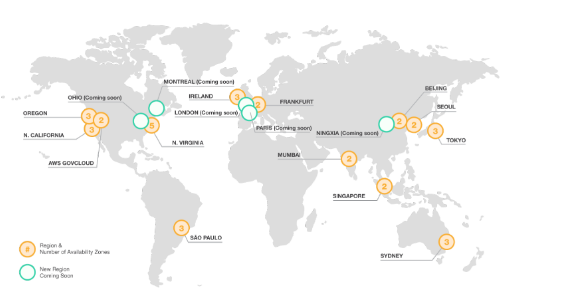 MONTREAL (Coming soon)
OHIO (Coming soon)
IRELAND
3
2
FRANKFURT
BEIJING
SEOUL
OREGON
3
2
LONDON (Coming soon)
N. CALIFORNIA
3
5
PARIS (Coming soon)
NINGXIA (Coming soon)
2
2
3
TOKYO
N. VIRGINIA
AWS GOVCLOUD
MUMBAI
2
SINGAPORE
2
3
SÃO PAULO
SYDNEY
3
#
Region &
Number of Availability Zones
New Region
Coming Soon